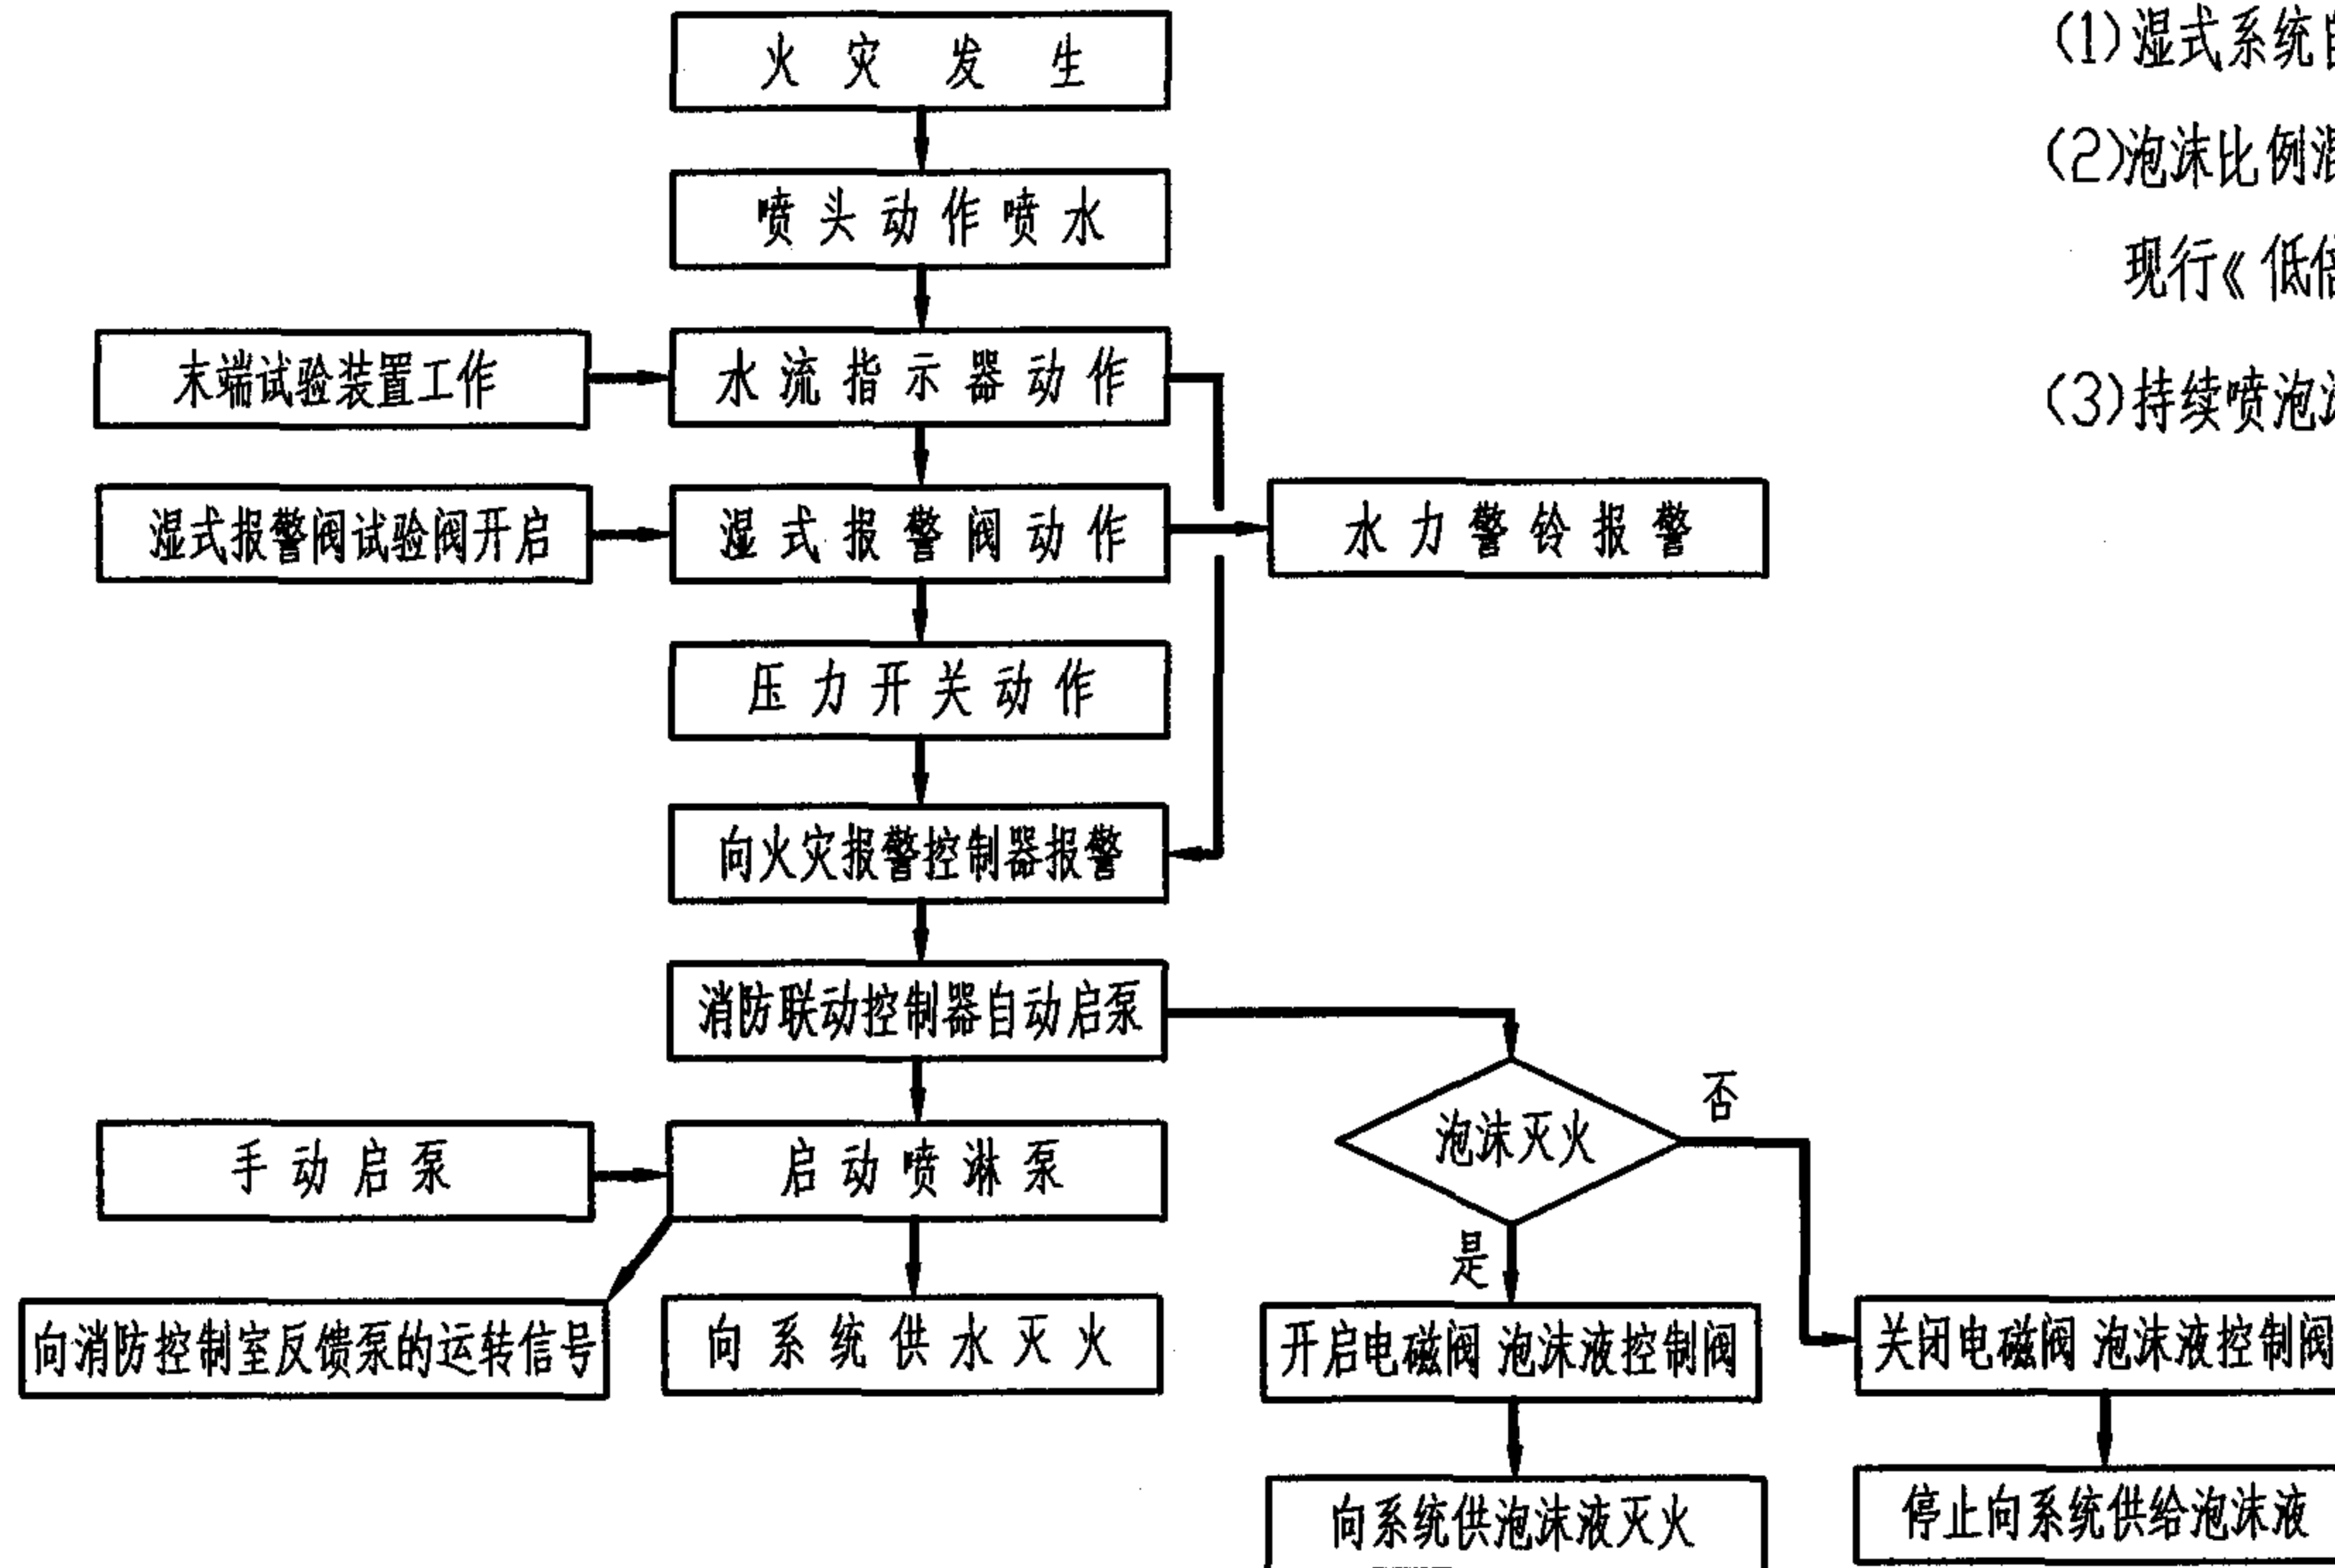 火灾发生
喷头动作喷水
末端试验装置工作
水流指示器动作
湿式报警阀试验阀开启
湿式报警阀动作
水力警铃报警
压力开关动作
向火灾报警控制器报警
消防联动控制器自动启泵
手动启泵
启动喷淋泵
泡沫灭火
否
是
向消防控制室反馈泵的运转信号
向系统供水灭火
开启电磁阀 泡沫液控制阀
关闭电磁阀 泡沫液控制阀
向系统供泡沫液灭火
停止向系统供给泡沫液
(1)湿式系统
(2)泡沫比例
现行《低倍
(3)持续喷泡